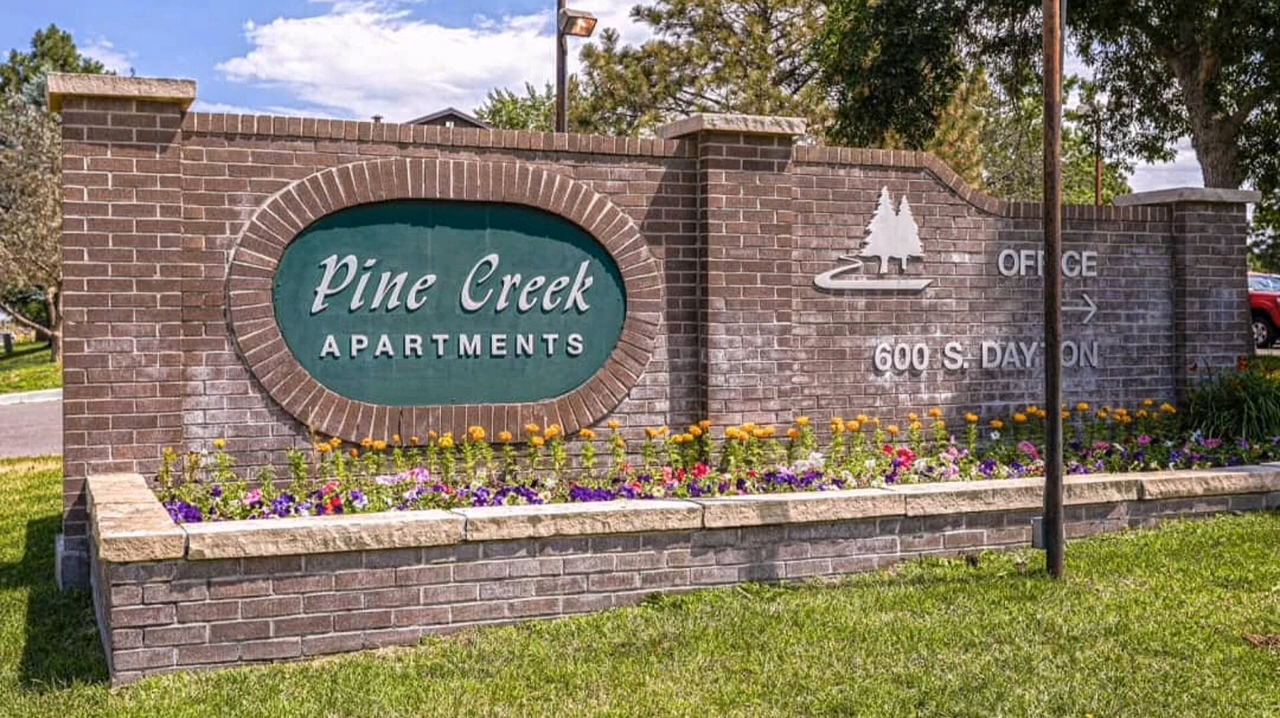 Pine Creek
APARTMENTS
OFFICE
→
600 S. DAYTON